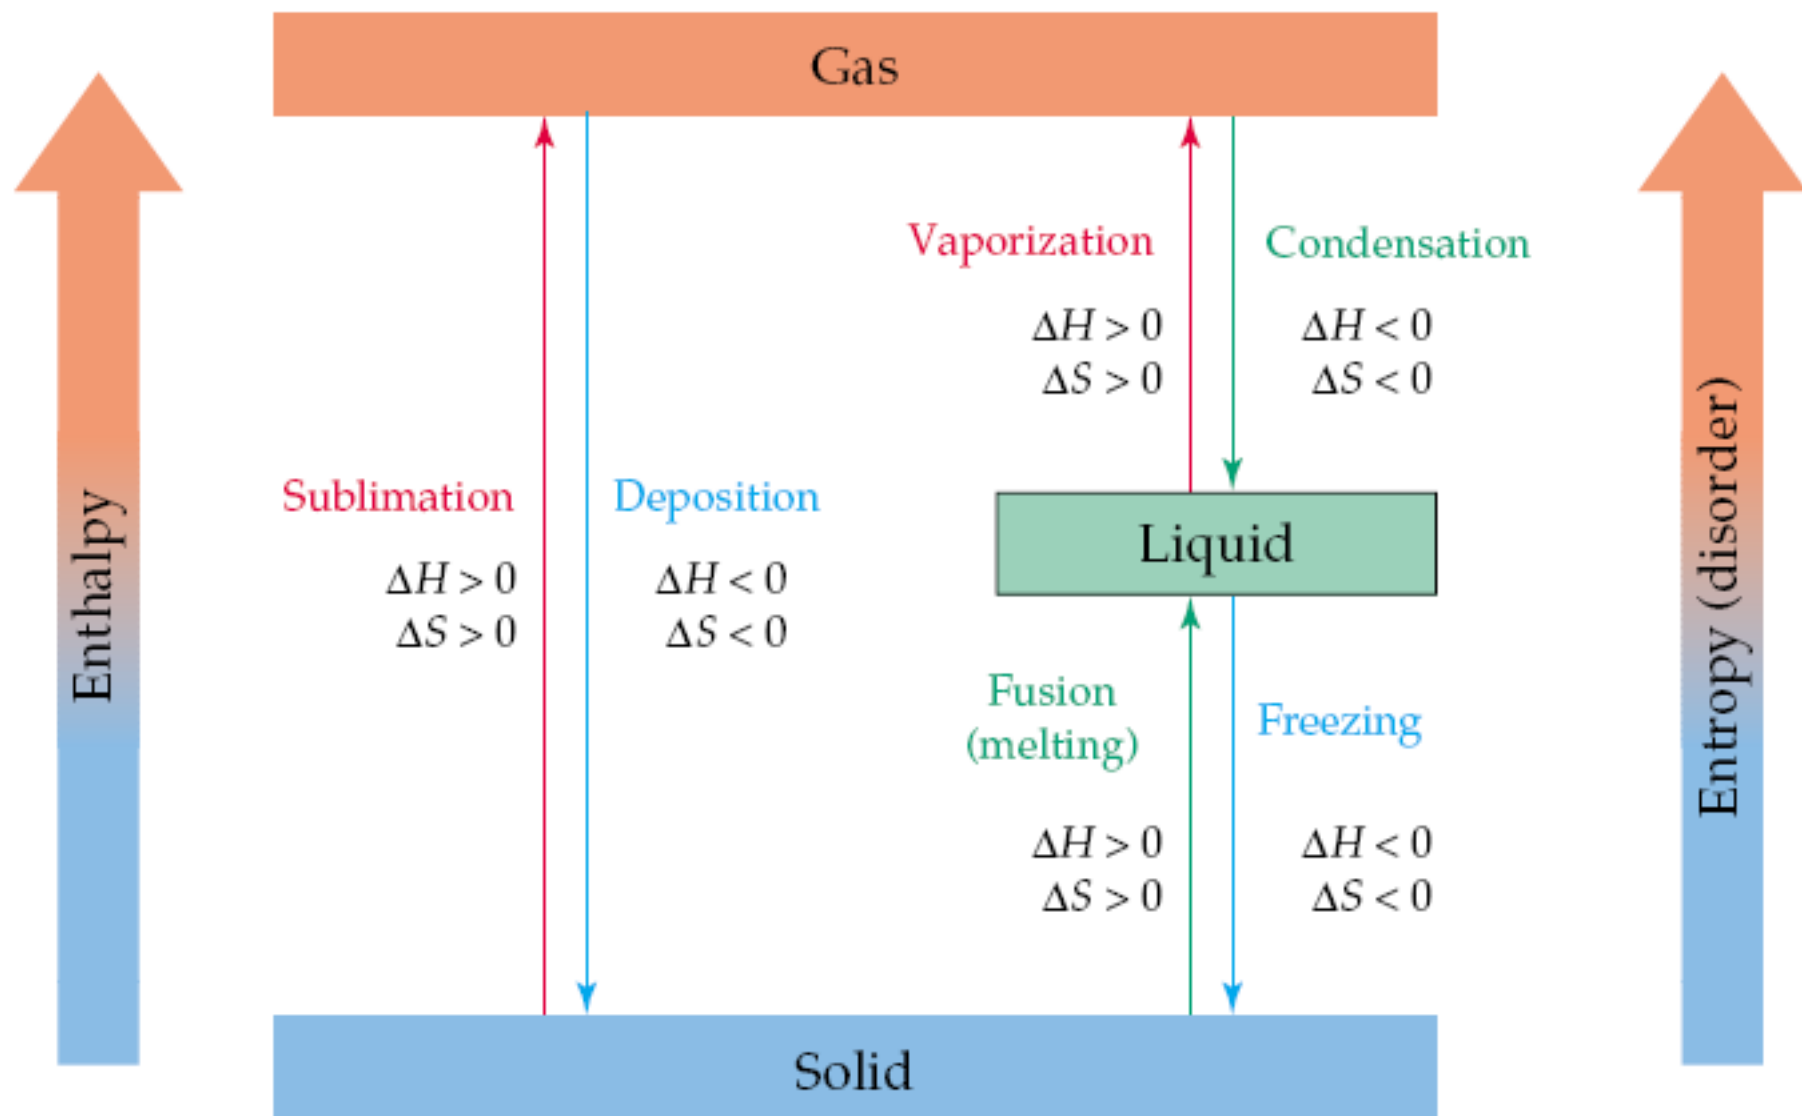 Gas
Enthalpy
Sublimation
ΔH > 0
ΔS > 0
Deposition
ΔH < 0
ΔS < 0
Vaporization
ΔH > 0
ΔS > 0
Condensation
ΔH < 0
ΔS < 0
Liquid
Fusion
(melting)
ΔH > 0
ΔS > 0
Freezing
ΔH < 0
ΔS < 0
Entropy (disorder)
Solid